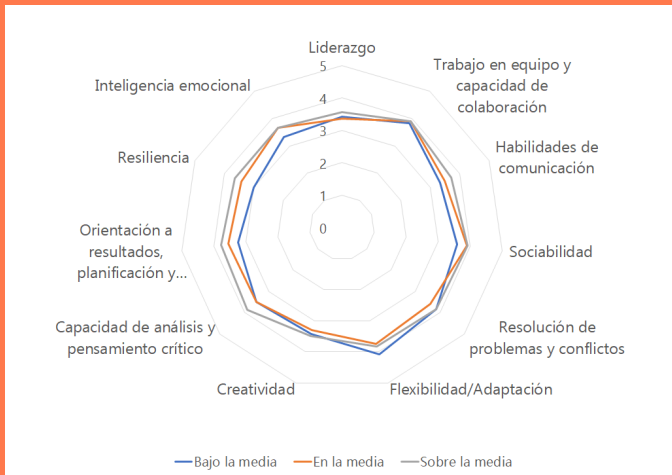 Liderazgo
Trabajo en equipo y
capacidad de
colaboración
Habilidades de
comunicación
Sociabilidad
Resolución de
problemas y conflictos
Flexibilidad/Adaptación
Creatividad
Capacidad de análisis y
pensamiento crítico
Orientación a
resultados,
planificación y...
Resiliencia
Inteligencia emocional
5
4
3
2
1
0
Bajo la media
En la media
Sobre la media